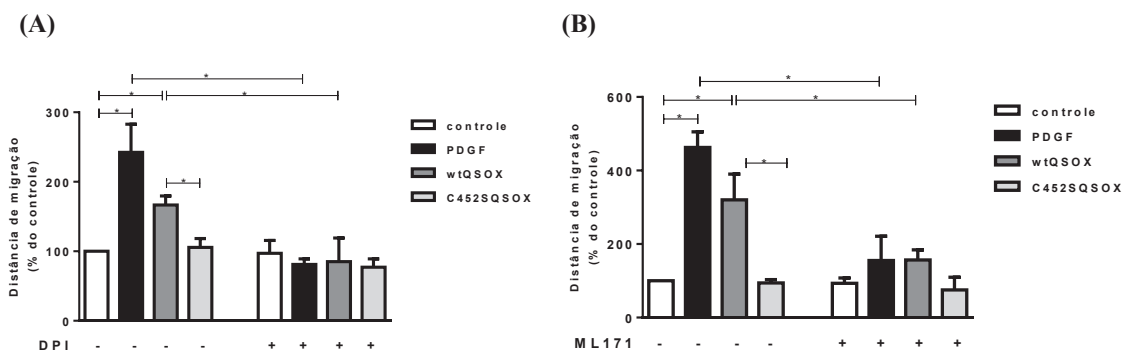 (A)
Distância de migração
(% do controle)
300
200
100
0
*
*
*
*
*
controle
PDGF
wtQSOX
C452SQSOX
DPI - - - - + + + +
(B)
Distância de migração
(% do controle)
600
400
200
0
*
*
*
*
*
controle
PDGF
wtQSOX
C452SQSOX
ML171 - - - - + + + +